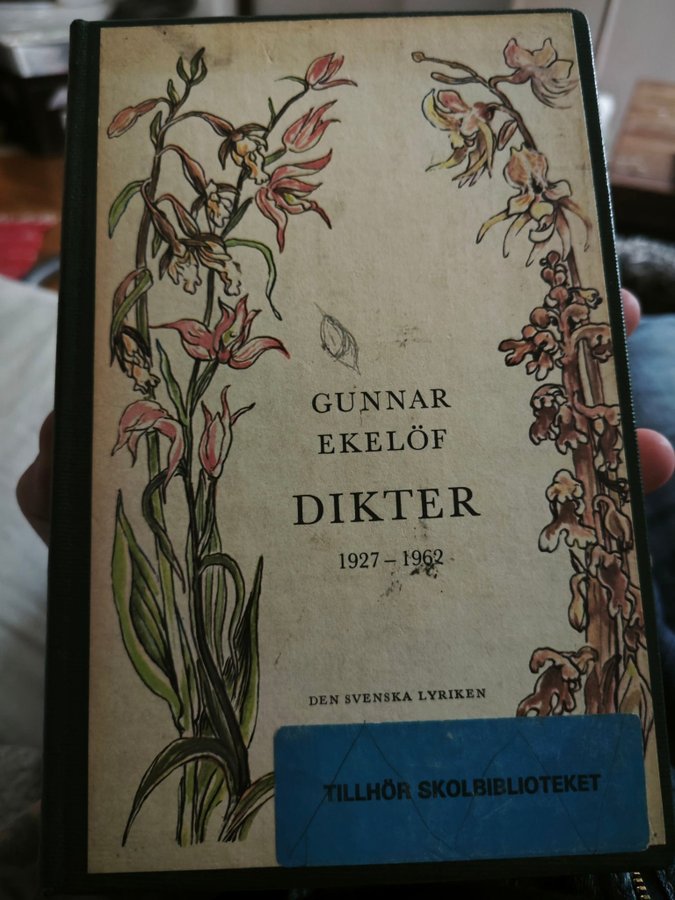 GUNNAR
EKELÖF
DIKTER
1927 – 1962
DEN SVENSKA LYRIKEN
TILLHÖR SKOLBIBLIOTEKET